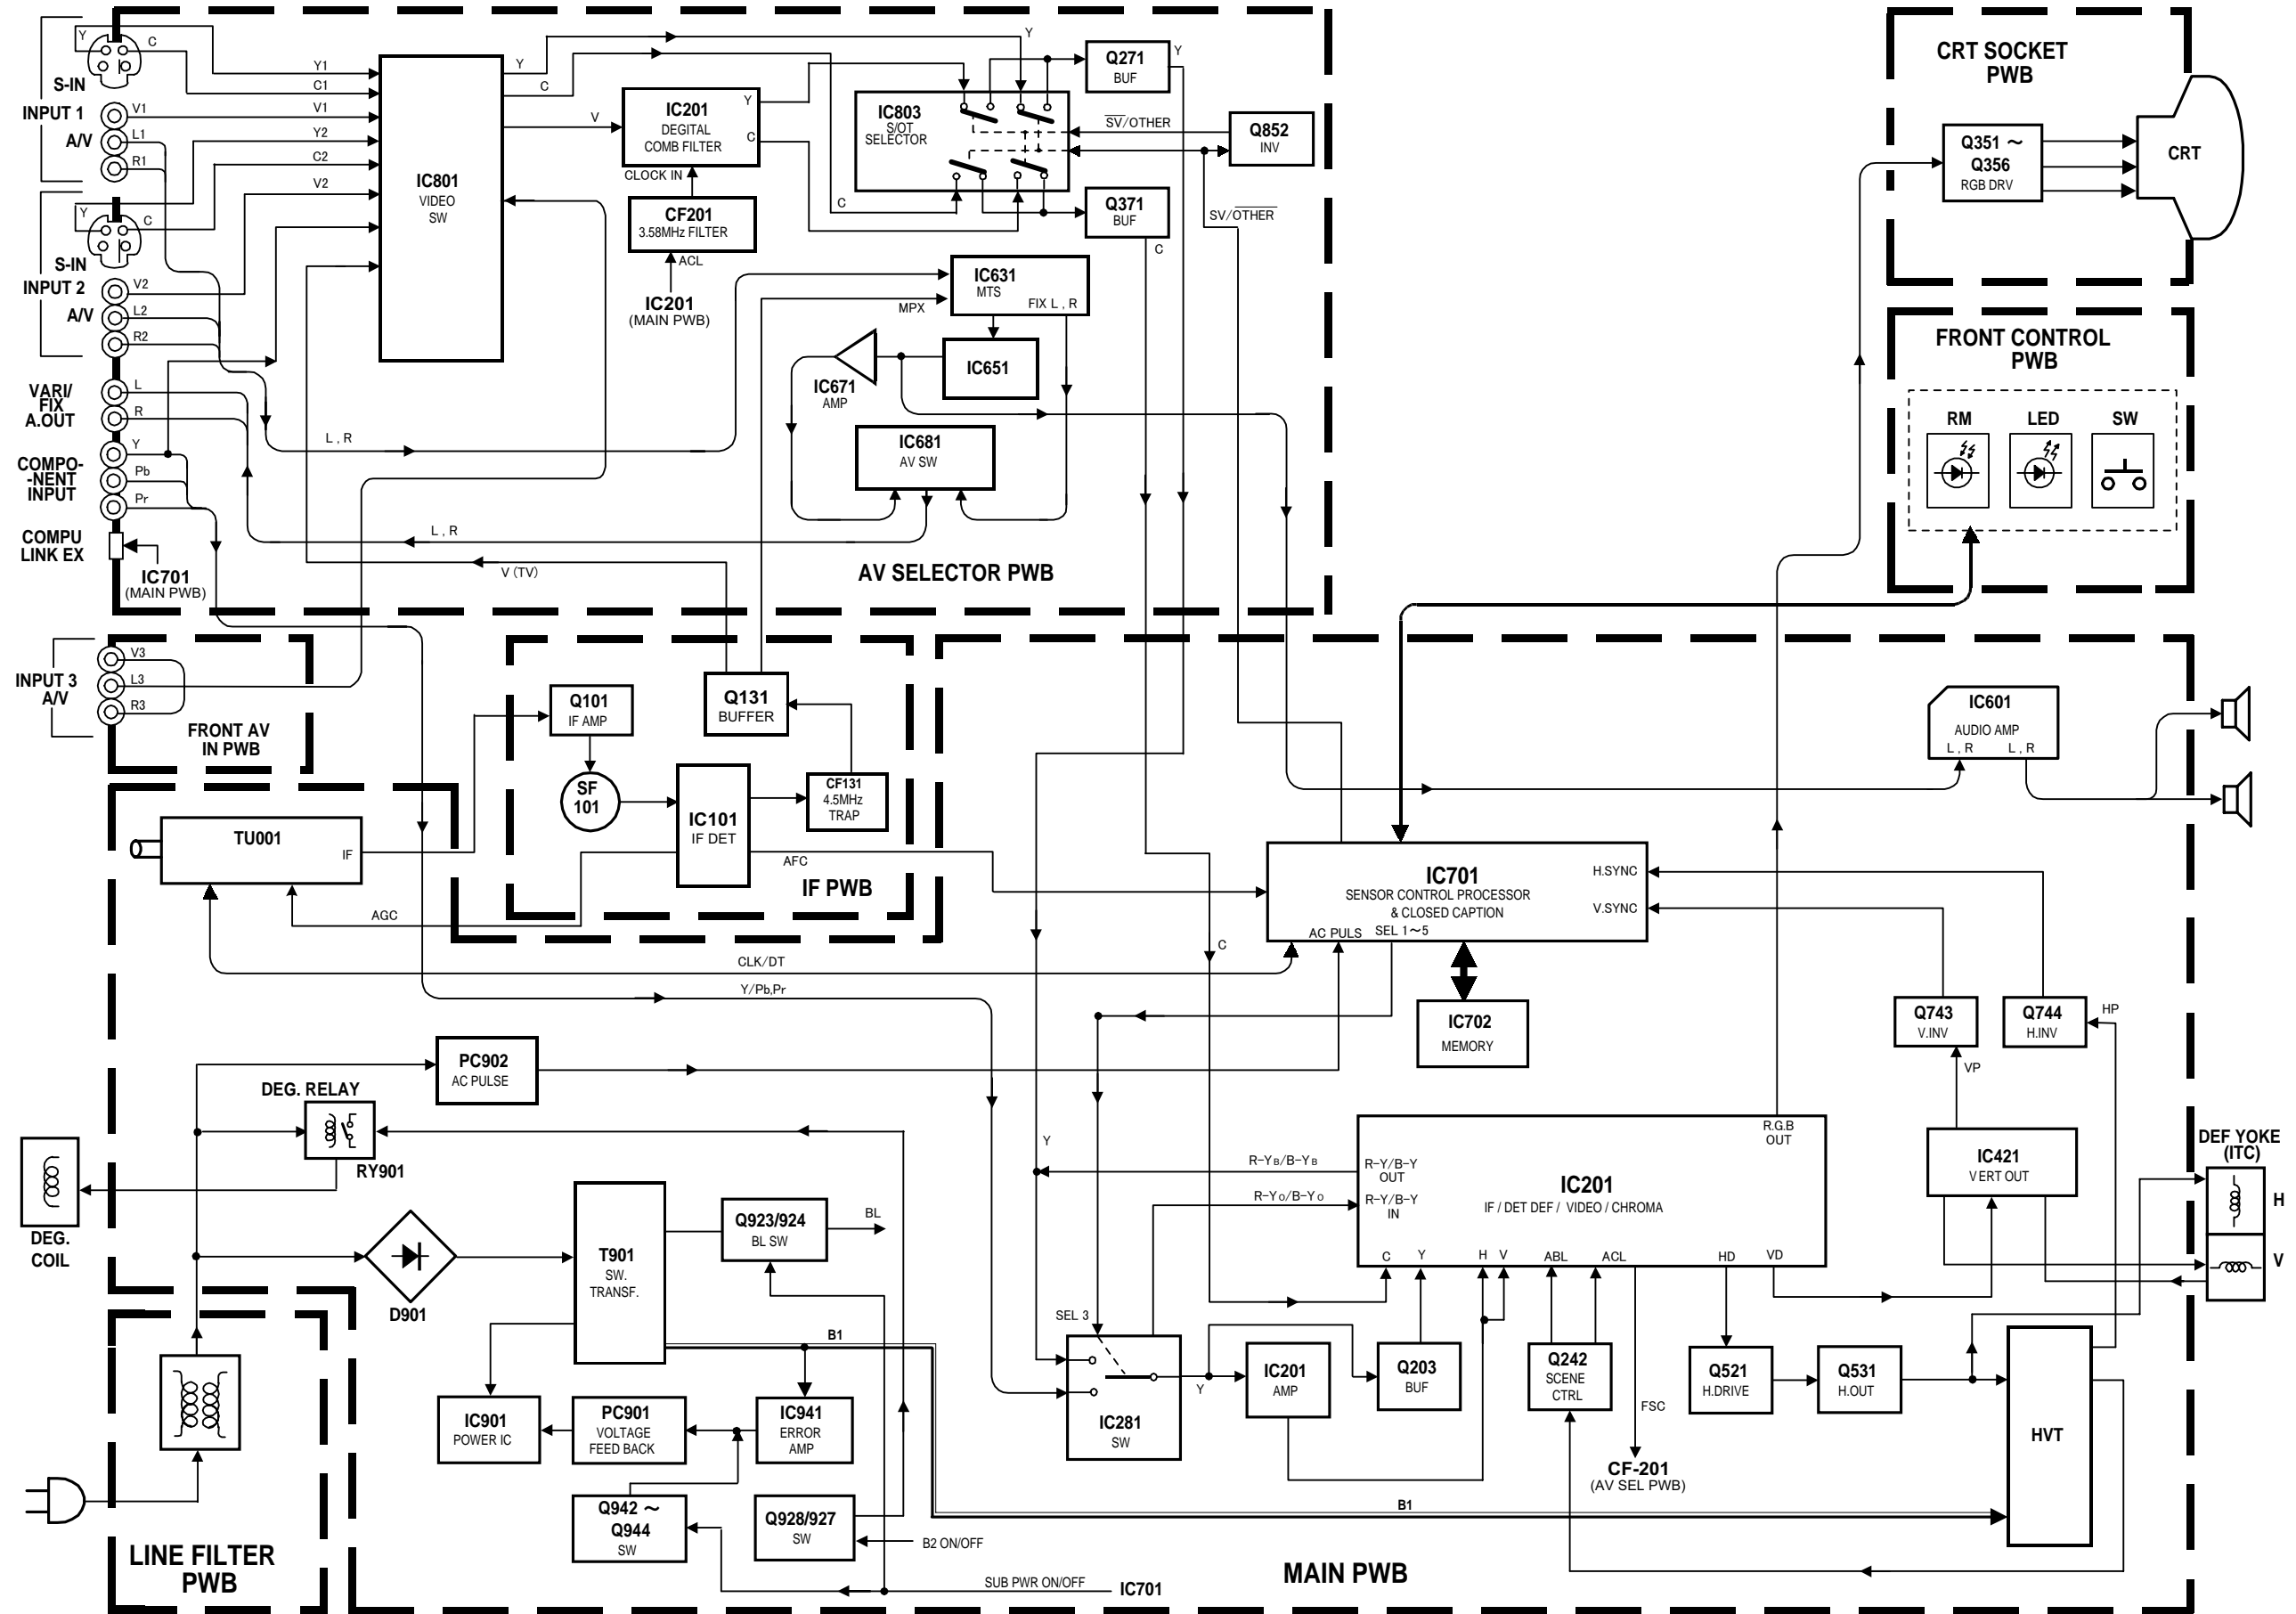 Y
C
S-IN
INPUT 1
V1
A/V
L1
R1
Y
C
S-IN
INPUT 2
V2
A/V
L2
R2
VARI/
FIX
A.OUT
L
R
COMPO-
-NENT
INPUT
Y
Pb
Pr
COMPU
LINK EX
IC701
(MAIN PWB)
Y1
C1
V1
Y2
C2
V2
IC801
VIDEO
SW
Y
C
V
IC201
DEGITAL
COMB FILTER
Y
C
CLOCK IN
CF201
3.58MHz FILTER
ACL
IC201
(MAIN PWB)
IC803
S/OT
SELECTOR
Y
C
Q271
BUF
Y
SV/OTHER
Q852
INV
Q371
BUF
C
SV/OTHER
IC631
MTS
FIX L , R
MPX
IC651
IC671
AMP
IC681
AV SW
L , R
L , R
V (TV)
AV SELECTOR PWB
CRT SOCKET
PWB
Q351 ～
Q356
RGB DRV
CRT
FRONT CONTROL
PWB
RM
LED
SW
INPUT 3
A/V
V3
L3
R3
FRONT AV
IN PWB
Q101
IF AMP
SF
101
Q131
BUFFER
IC101
IF DET
CF131
4.5MHz
TRAP
AFC
IF PWB
TU001
IF
AGC
CLK/DT
Y/Pb,Pr
IC601
AUDIO AMP
L , R
L , R
IC701
SENSOR CONTROL PROCESSOR
& CLOSED CAPTION
H.SYNC
V.SYNC
AC PULS
SEL 1～5
C
IC702
MEMORY
Q743
V.INV
Q744
H.INV
HP
VP
PC902
AC PULSE
DEG. RELAY
RY901
DEG.
COIL
D901
T901
SW.
TRANSF.
Q923/924
BL SW
BL
B1
IC901
POWER IC
PC901
VOLTAGE
FEED BACK
IC941
ERROR
AMP
Q942 ～
Q944
SW
Q928/927
SW
B2 ON/OFF
SUB PWR ON/OFF
IC701
LINE FILTER
PWB
Y
R-YB/B-YB
R-YO/B-YO
R-Y/B-Y
OUT
R-Y/B-Y
IN
R.G.B
OUT
IC201
IF / DET DEF / VIDEO / CHROMA
C
Y
H
V
ABL
ACL
HD
VD
IC421
VERT OUT
DEF YOKE
(ITC)
H
V
SEL 3
IC281
SW
Y
IC201
AMP
Q203
BUF
Q242
SCENE
CTRL
FSC
CF-201
(AV SEL PWB)
Q521
H.DRIVE
Q531
H.OUT
HVT
B1
MAIN PWB